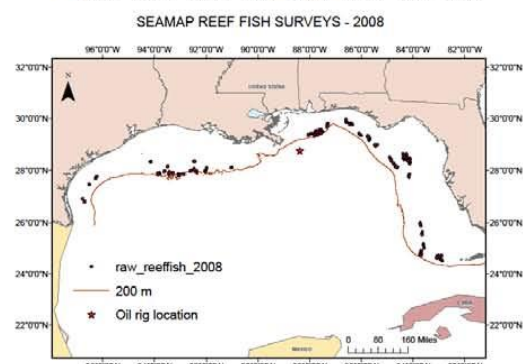 SEAMAP REEF FISH SURVEYS - 2008
96°0'0"W 94°0'0"W 92°0'0"W 90°0'0"W 88°0'0"W 86°0'0"W 84°0'0"W 82°0'0"W
32°0'0"N 32°0'0"N
N
UNITED STATES
30°0'0"N 30°0'0"N
28°0'0"N 28°0'0"N
26°0'0"N 26°0'0"N
raw_reeffish_2008
24°0'0"N 24°0'0"N
200 m
Oil rig location
22°0'0"N 22°0'0"N
MEXICO
0 80 160 Miles